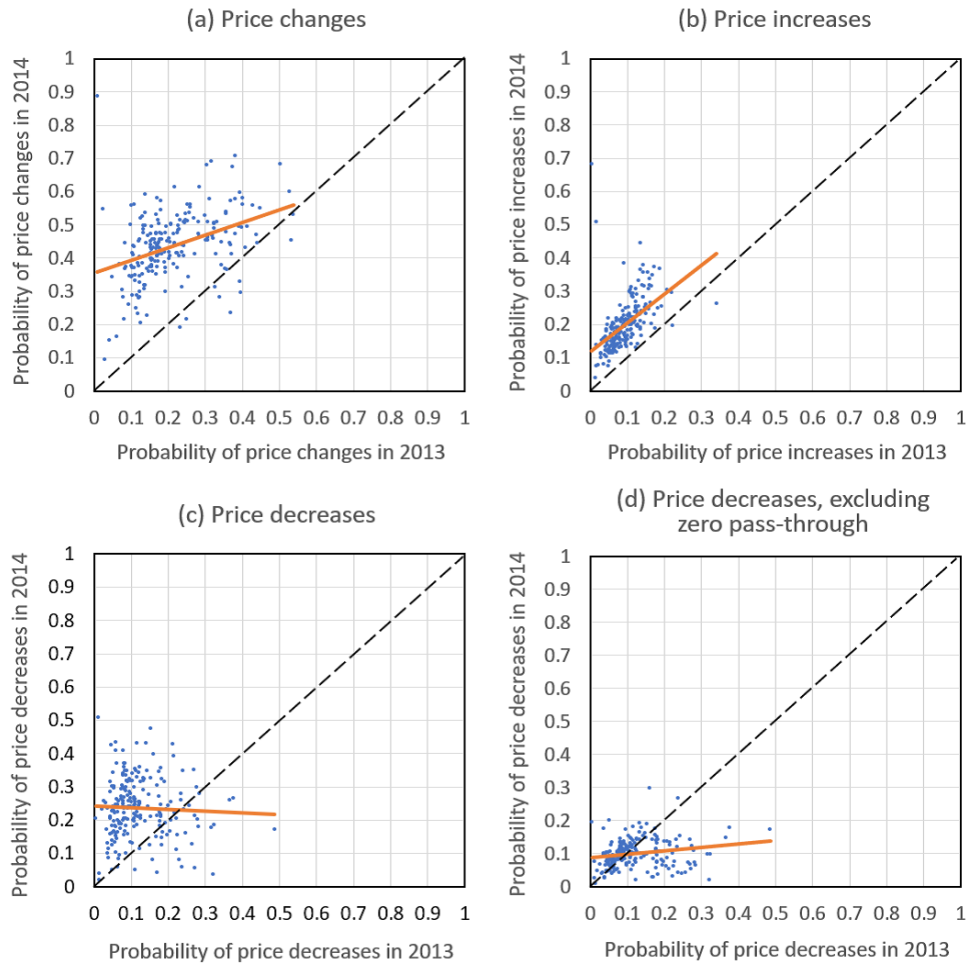 (a) Price changes
Probability of price changes in 2014
1
0.9
0.8
0.7
0.6
0.5
0.4
0.3
0.2
0.1
0
0 0.1 0.2 0.3 0.4 0.5 0.6 0.7 0.8 0.9 1
Probability of price changes in 2013
(b) Price increases
Probability of price increases in 2014
1
0.9
0.8
0.7
0.6
0.5
0.4
0.3
0.2
0.1
0
0 0.1 0.2 0.3 0.4 0.5 0.6 0.7 0.8 0.9 1
Probability of price increases in 2013
(c) Price decreases
Probability of price decreases in 2014
1
0.9
0.8
0.7
0.6
0.5
0.4
0.3
0.2
0.1
0
0 0.1 0.2 0.3 0.4 0.5 0.6 0.7 0.8 0.9 1
Probability of price decreases in 2013
(d) Price decreases, excluding
zero pass-through
Probability of price decreases in 2014
1
0.9
0.8
0.7
0.6
0.5
0.4
0.3
0.2
0.1
0
0 0.1 0.2 0.3 0.4 0.5 0.6 0.7 0.8 0.9 1
Probability of price decreases in 2013